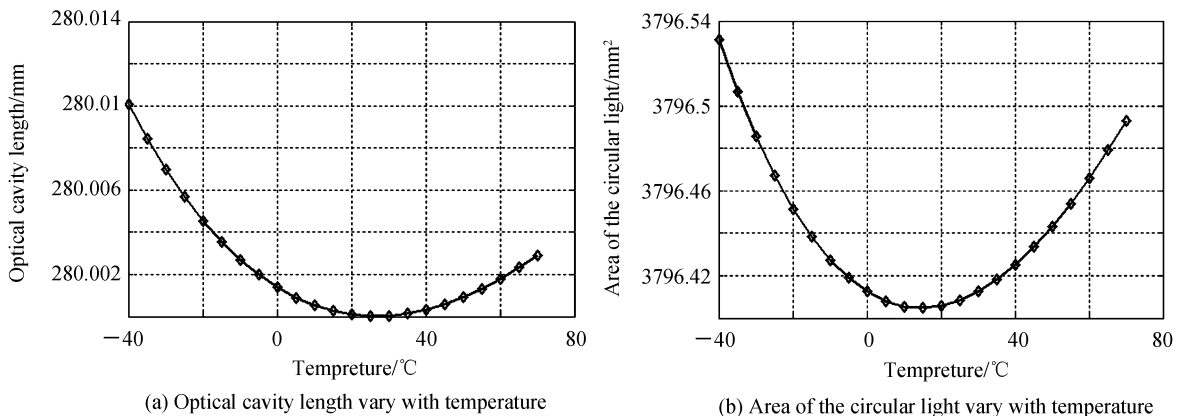 280.014
280.01
280.006
280.002
Optical cavity length/mm
−40
0
40
80
Tempreture/℃
(a) Optical cavity length vary with temperature
3796.54
3796.5
3796.46
3796.42
Area of the circular light/mm²
−40
0
40
80
Tempreture/℃
(b) Area of the circular light vary with temperature